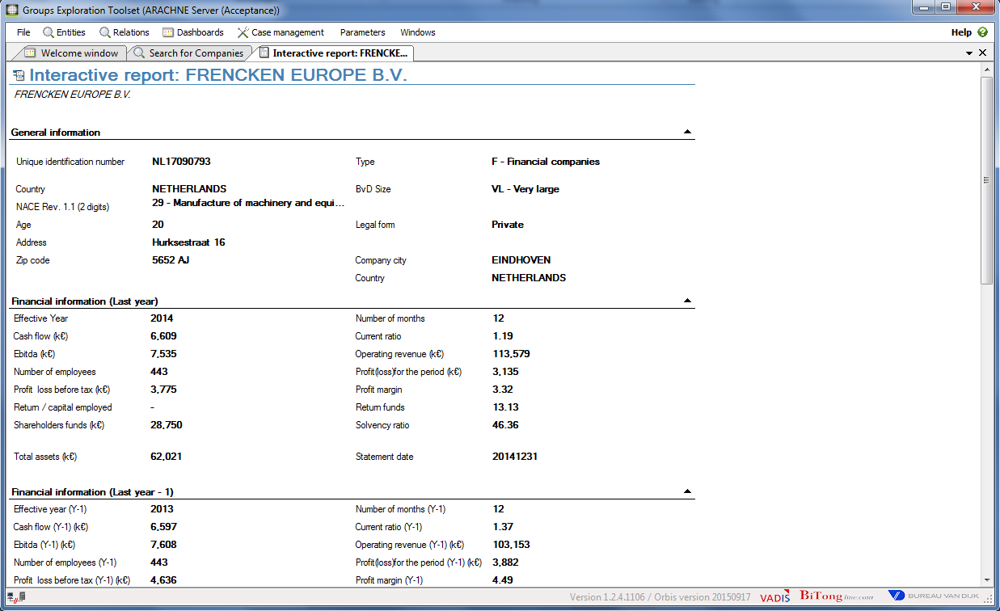 Groups Exploration Toolset (ARACHNE Server (Acceptance))
File Entities Relations Dashboards Case management Parameters Windows Help
Welcome window Search for Companies Interactive report: FRENCKE...
Interactive report: FRENCKEN EUROPE B.V.
FRENCKEN EUROPE B.V.
General information
Unique identification number NL17090793 Type F - Financial companies
Country NETHERLANDS BvD Size VL - Very large
NACE Rev. 1.1 (2 digits) 29 - Manufacture of machinery and equi...
Age 20 Legal form Private
Address Hurksestraat 16
Zip code 5652 AJ Company city EINDHOVEN
Country NETHERLANDS
Financial information (Last year)
Effective Year 2014 Number of months 12
Cash flow (k€) 6,609 Current ratio 1.19
Ebitda (k€) 7,535 Operating revenue (k€) 113,579
Number of employees 443 Profit(loss)for the period (k€) 3,135
Profit loss before tax (k€) 3,775 Profit margin 3.32
Return / capital employed - Return funds 13.13
Shareholders funds (k€) 28,750 Solvency ratio 46.36
Total assets (k€) 62,021 Statement date 20141231
Financial information (Last year - 1)
Effective year (Y-1) 2013 Number of months (Y-1) 12
Cash flow (Y-1) (k€) 6,597 Current ratio (Y-1) 1.37
Ebitda (Y-1) (k€) 7,608 Operating revenue (Y-1) (k€) 103,153
Number of employees (Y-1) 443 Profit(loss)for the period (Y-1) (k€) 3,882
Profit loss before tax (Y-1) (k€) 4,636 Profit margin (Y-1) 4.49
Version 1.2.4.1106 / Orbis version 20150917 VADIS BiTong line.com BUREAU VAN DIJK